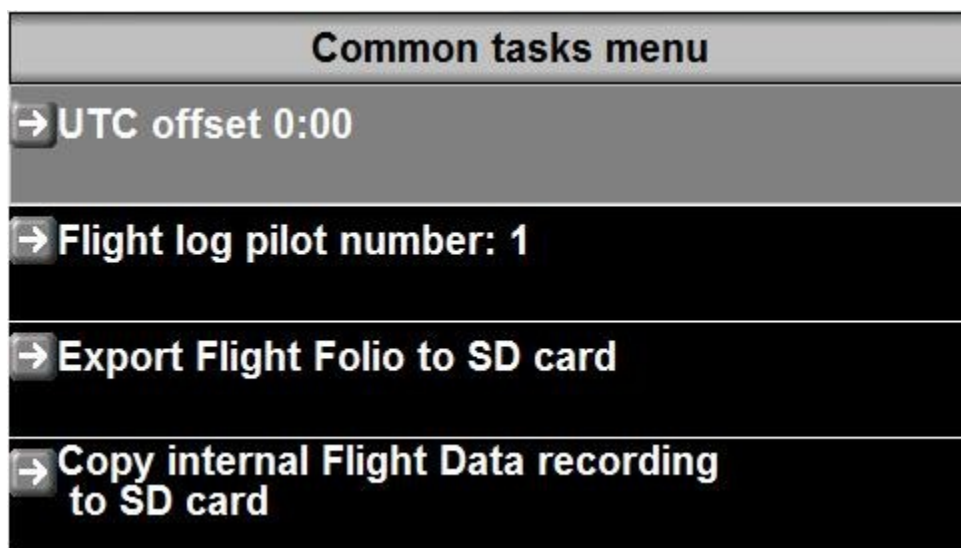 Common tasks menu
UTC offset 0:00
Flight log pilot number: 1
Export Flight Folio to SD card
Copy internal Flight Data recording
to SD card